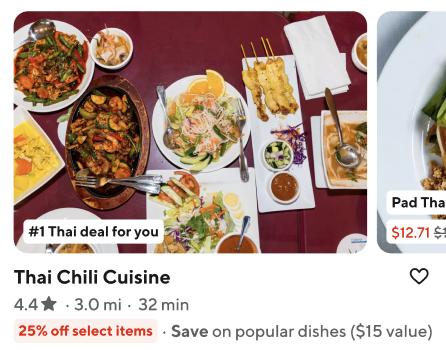 #1 Thai deal for you
Pad Tha
$12.71 $1
Thai Chili Cuisine
4.4★ · 3.0 mi · 32 min
25% off select items · Save on popular dishes ($15 value)